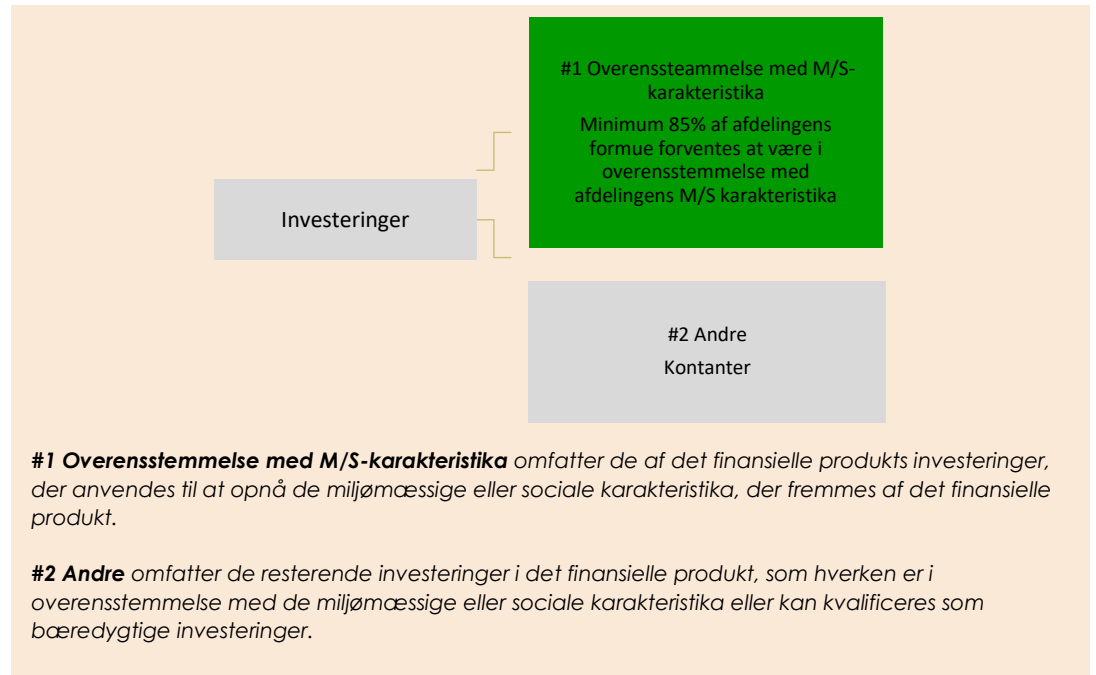 #1 Overenssteammelse med M/S-
karakteristika
Minimum 85% af afdelingens
formue forventes at være i
overensstemmelse med
afdelingens M/S karakteristika
Investeringer
#2 Andre
Kontanter
#1 Overensstemmelse med M/S-karakteristika omfatter de af det finansielle produkts investeringer,
der anvendes til at opnå de miljømæssige eller sociale karakteristika, der fremmes af det finansielle
produkt.
#2 Andre omfatter de resterende investeringer i det finansielle produkt, som hverken er i
overensstemmelse med de miljømæssige eller sociale karakteristika eller kan kvalificeres som
bæredygtige investeringer.